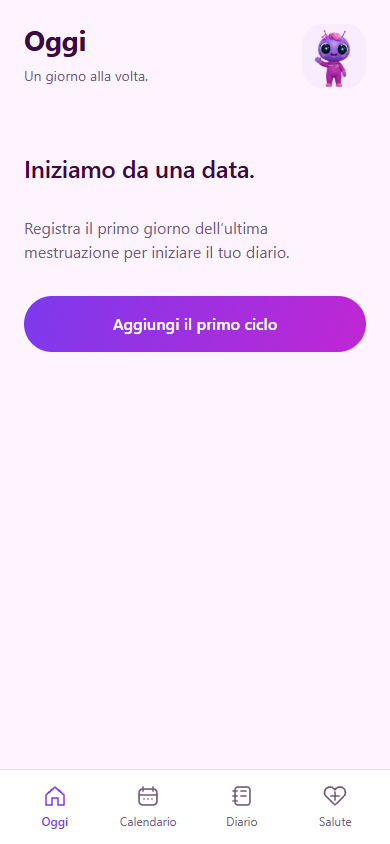 Oggi
Un giorno alla volta.
Iniziamo da una data.
Registra il primo giorno dell’ultima
mestruazione per iniziare il tuo diario.
Aggiungi il primo ciclo
Oggi
Calendario
Diario
Salute